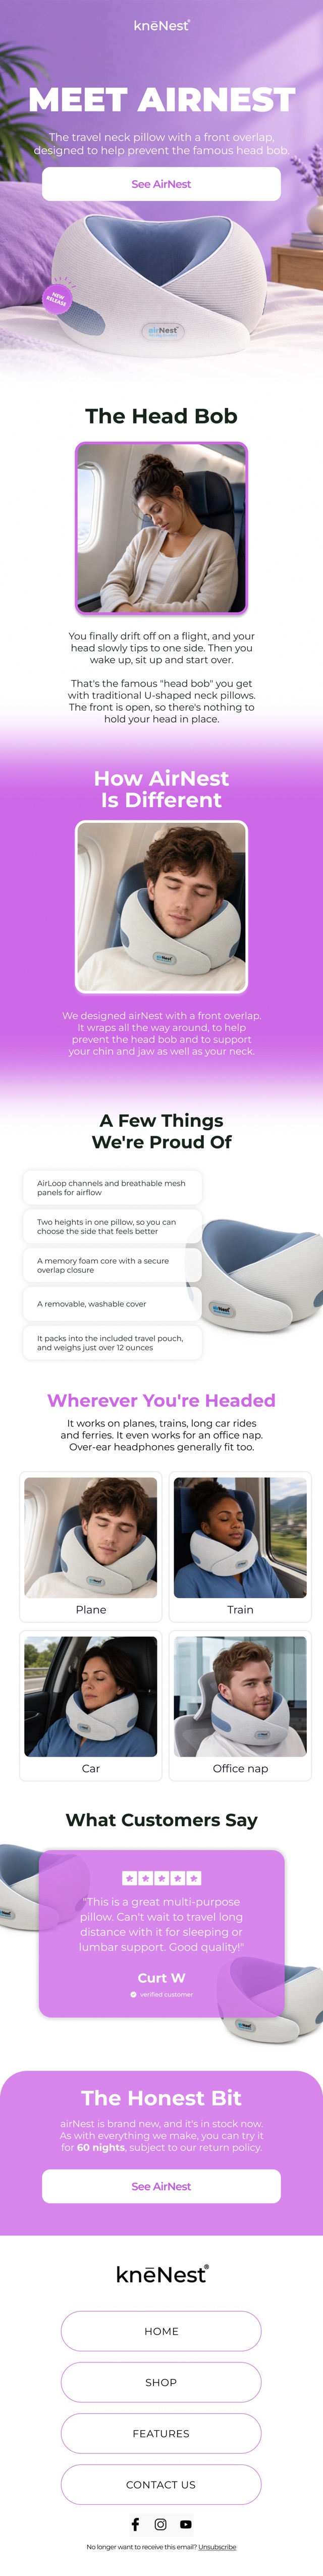 knēNest®
MEET AIRNEST
The travel neck pillow with a front overlap,
designed to help prevent the famous head bob.
See AirNest
NEW
RELEASE
airNest
The Head Bob
You finally drift off on a flight, and your
head slowly tips to one side. Then you
wake up, sit up and start over.
That's the famous "head bob" you get
with traditional U-shaped neck pillows.
The front is open, so there's nothing to
hold your head in place.
How AirNest
Is Different
airNest
We designed airNest with a front overlap.
It wraps all the way around, to help
prevent the head bob and to support
your chin and jaw as well as your neck.
A Few Things
We're Proud Of
AirLoop channels and breathable mesh
panels for airflow
Two heights in one pillow, so you can
choose the side that feels better
A memory foam core with a secure
overlap closure
A removable, washable cover
It packs into the included travel pouch,
and weighs just over 12 ounces
airNest
Wherever You're Headed
It works on planes, trains, long car rides
and ferries. It even works for an office nap.
Over-ear headphones generally fit too.
Plane
Train
Car
Office nap
What Customers Say
"This is a great multi-purpose
pillow. Can't wait to travel long
distance with it for sleeping or
lumbar support. Good quality!"
Curt W
verified customer
The Honest Bit
airNest is brand new, and it's in stock now.
As with everything we make, you can try it
for 60 nights, subject to our return policy.
See AirNest
knēNest®
HOME
SHOP
FEATURES
CONTACT US
No longer want to receive this email? Unsubscribe